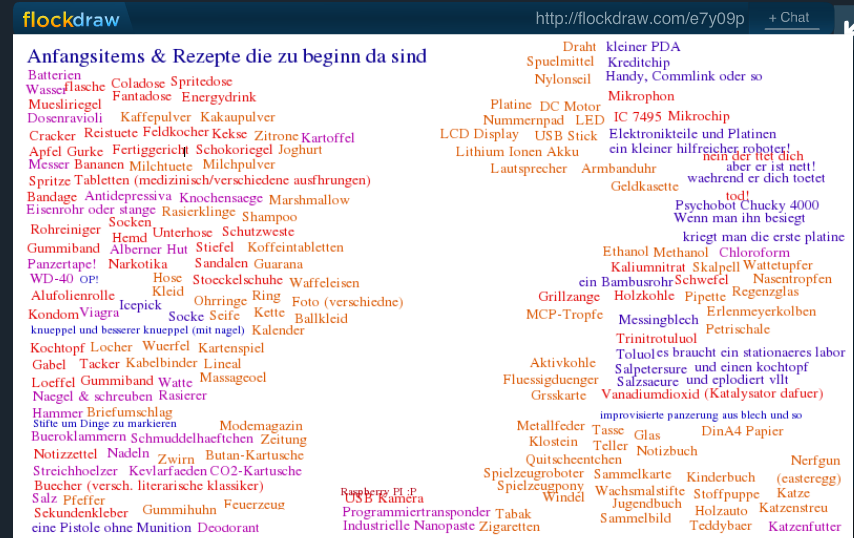 flockdraw
http://flockdraw.com/e7y09p
+ Chat
Anfangsitems & Rezepte die zu beginn da sind
Batterien
Wasserflasche Coladose Spritedose
Muesliriegel Fantadose Energydrink
Dosenravioli Kaffepulver Kakaupulver
Cracker Reistuete Feldkocher Kekse Zitrone Kartoffel
Apfel Gurke Fertiggericht Schokoriegel Joghurt
Messer Bananen Milchtuete Milchpulver
Spritze Tabletten (medizinisch/verschiedene ausfhrungen)
Bandage Antidepressiva Knochensaege Marshmallow
Eisenrohr oder stange Rasierklinge Shampoo
Rohreiniger Socken Hemd Unterhose Schutzweste
Gummiband Alberner Hut Stiefel Koffeintabletten
Panzertape! Narkotika Sandalen Guarana
WD-40 OP! Hose Stoeckelschuhe Waffeleisen
Alufolienrolle Kleid Ohrringe Ring Foto (verschiedne)
Kondom Viagra Icepick Socke Seife Kette Ballkleid
knueppel und besserer knueppel (mit nagel) Kalender
Kochtopf Locher Wuerfel Kartenspiel
Gabel Tacker Kabelbinder Lineal
Loeffel Gummiband Watte Massageoel
Naegel & schreuben Rasierer
Hammer Briefumschlag
Stifte um Dinge zu markieren Modemagazin
Bueroklammern Schmuddelhaeftchen Zeitung
Notizzettel Nadeln Zwirn Butan-Kartusche
Streichhoelzer Kevlarfaeden CO2-Kartusche
Buecher (versch. literarische klassiker)
Salz Pfeffer
Sekundenkleber Gummihuhn Feuerzeug
eine Pistole ohne Munition Deodorant
Draht kleiner PDA
Spuelmittel Kreditchip
Nylonseil Handy, Commlink oder so
Mikrophon
Platine DC Motor
Nummernpad LED IC 7495 Mikrochip
LCD Display USB Stick Elektronikteile und Platinen
Lithium Ionen Akku ein kleiner hilfreicher roboter!
nein der ttet dich
Lautsprecher Armbanduhr aber er ist nett!
waehrend er dich toetet
Geldkasette tod!
Psychobot Chucky 4000
Wenn man ihn besiegt
kriegt man die erste platine
Ethanol Methanol Chloroform
Kaliumnitrat Skalpell Wattetupfer
ein Bambusrohr Schwefel Nasentropfen
Grillzange Holzkohle Pipette Regenzglas
MCP-Tropfe Messingblech Erlenmeyerkolben
Petrischale
Trinitrotuluol
Toluol es braucht ein stationaeres labor
Aktivkohle Salpetersure und einen kochtopf
Fluessigduenger Salzsaeure und eplodiert vllt
Grsskarte Vanadiumdioxid (Katalysator dafuer)
improvisierte panzerung aus blech und so
Metallfeder Tasse Glas DinA4 Papier
Klostein Teller Notizbuch
Quitscheentchen Nerfgun
Spielzeugroboter Sammelkarte Kinderbuch (easteregg)
Spielzeugpony Wachsmalstifte Stoffpuppe Katze
Raspberry PI :P
USB Kamera Windel Jugendbuch Holzauto Katzenstreu
Programmiertransponder Tabak Sammelbild
Industrielle Nanopaste Zigaretten Teddybaer Katzenfutter